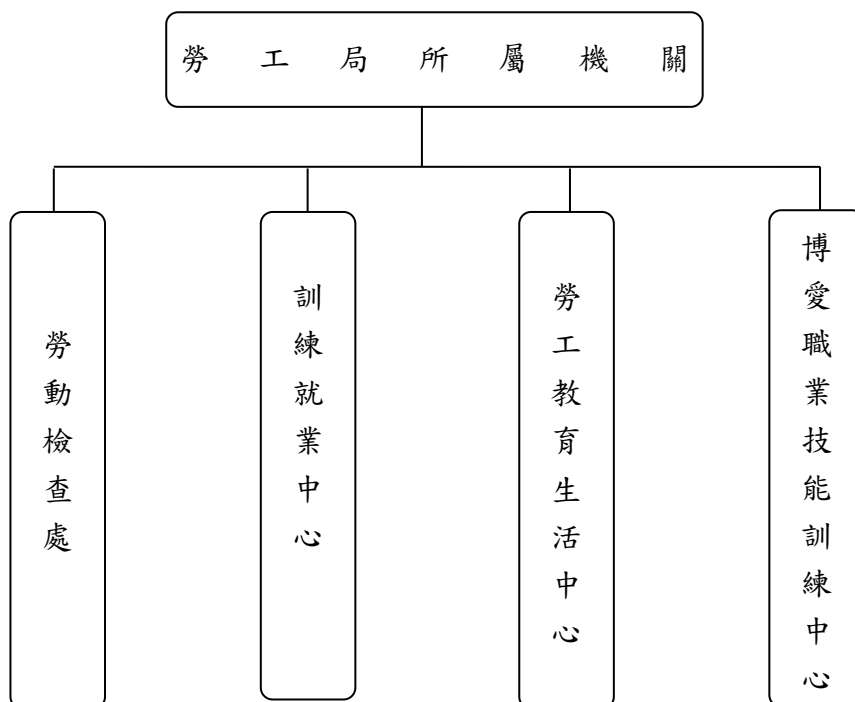 勞工局所屬機關
勞動檢查處
訓練就業中心
勞工教育生活中心
博愛職業技能訓練中心